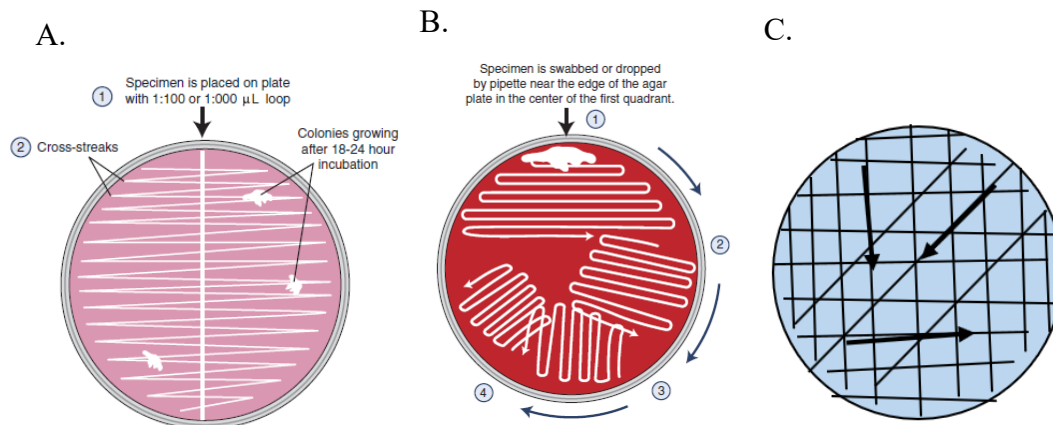 A.
1 Specimen is placed on plate
with 1:100 or 1:000 µL loop
2 Cross-streaks
Colonies growing
after 18-24 hour
incubation
B.
Specimen is swabbed or dropped
by pipette near the edge of the agar
plate in the center of the first quadrant.
1
2
3
4
C.